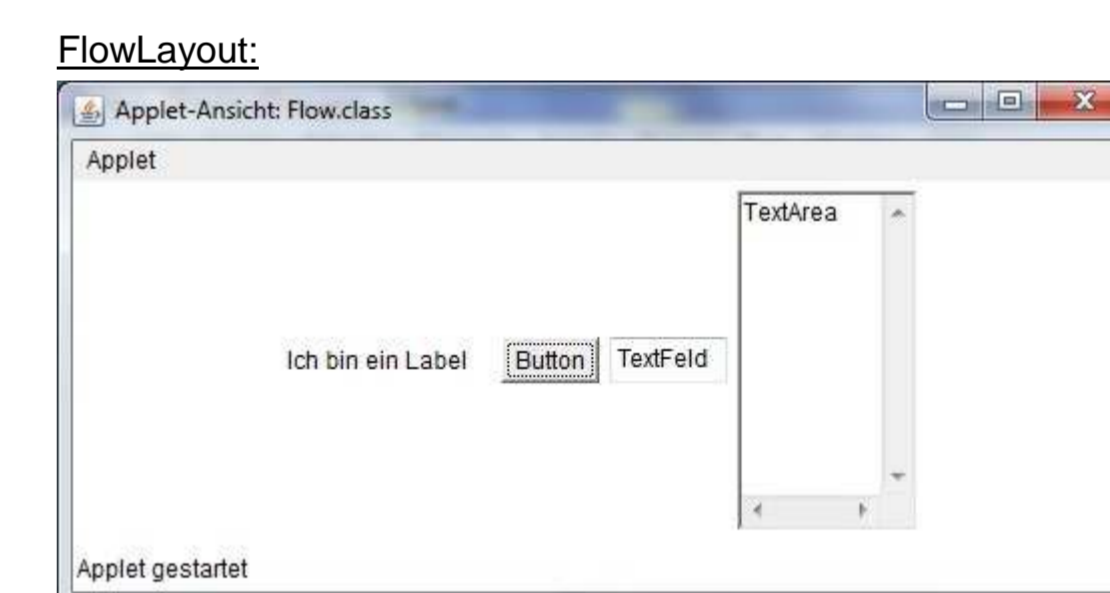 FlowLayout:
Applet-Ansicht: Flow.class
Applet
TextArea
Ich bin ein Label
Button
TextFeld
Applet gestartet